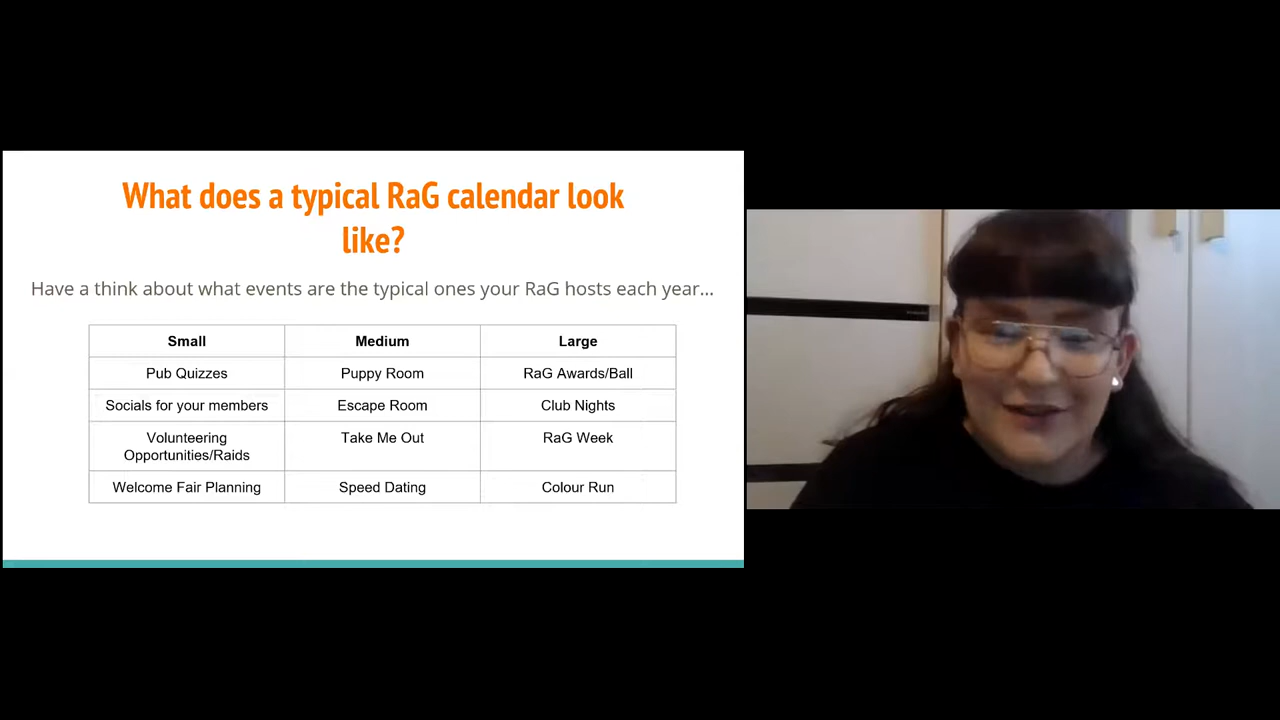 What does a typical RaG calendar look
like?
Have a think about what events are the typical ones your RaG hosts each year...
Small Medium Large
Pub Quizzes Puppy Room RaG Awards/Ball
Socials for your members Escape Room Club Nights
Volunteering Take Me Out RaG Week
Opportunities/Raids
Welcome Fair Planning Speed Dating Colour Run